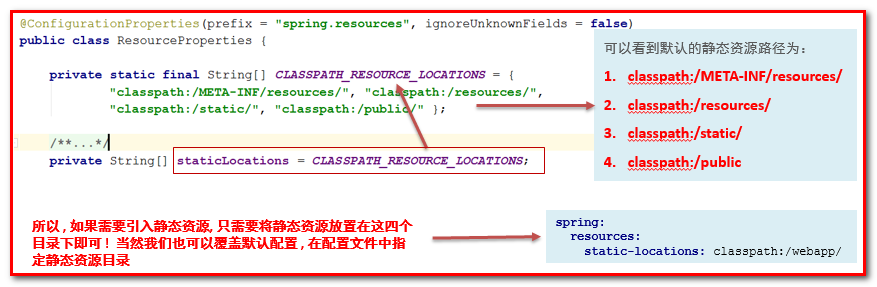 @ConfigurationProperties(prefix = "spring.resources", ignoreUnknownFields = false)
public class ResourceProperties {
private static final String[] CLASSPATH_RESOURCE_LOCATIONS = {
"classpath:/META-INF/resources/", "classpath:/resources/",
"classpath:/static/", "classpath:/public/" };
/**...*/
private String[] staticLocations = CLASSPATH_RESOURCE_LOCATIONS;
可以看到默认的静态资源路径为：
1. classpath:/META-INF/resources/
2. classpath:/resources/
3. classpath:/static/
4. classpath:/public
所以，如果需要引入静态资源，只需要将静态资源放置在这四个
目录下即可！当然我们也可以覆盖默认配置，在配置文件中指
定静态资源目录
spring:
resources:
static-locations: classpath:/webapp/